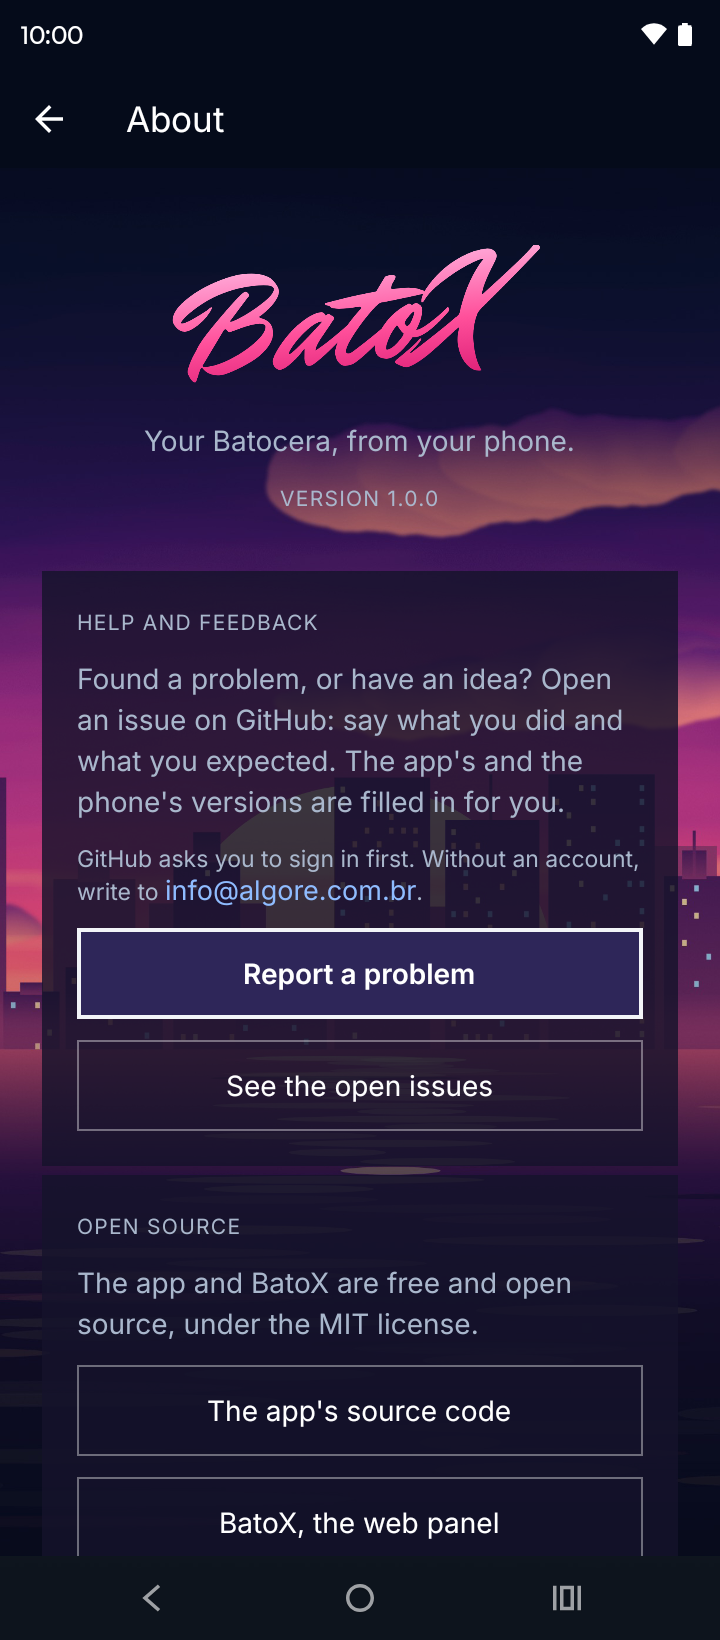 10:00
About
BatoX
Your Batocera, from your phone.
VERSION 1.0.0
HELP AND FEEDBACK
Found a problem, or have an idea? Open
an issue on GitHub: say what you did and
what you expected. The app's and the
phone's versions are filled in for you.
GitHub asks you to sign in first. Without an account,
write to info@algore.com.br.
Report a problem
See the open issues
OPEN SOURCE
The app and BatoX are free and open
source, under the MIT license.
The app's source code
BatoX, the web panel